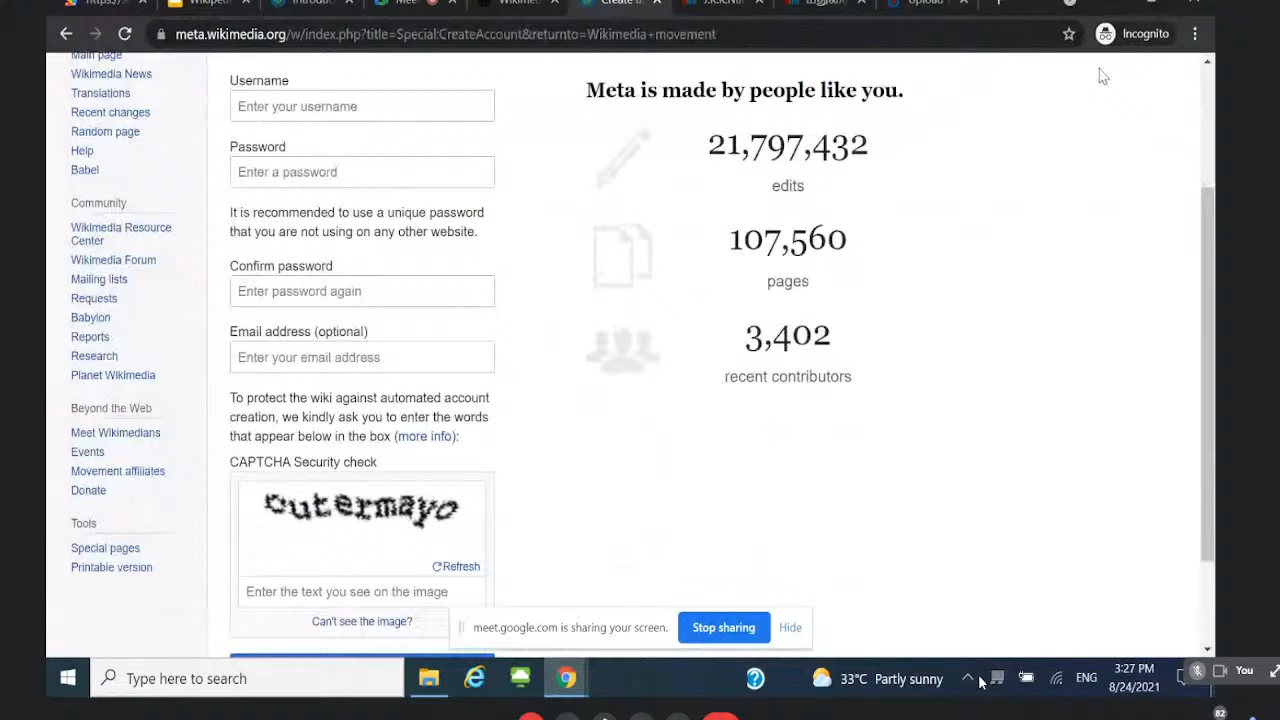 meta.wikimedia.org/w/index.php?title=Special:CreateAccount&returnto=Wikimedia+movement
Incognito
Main page
Wikimedia News
Translations
Recent changes
Random page
Help
Babel
Community
Wikimedia Resource
Center
Wikimedia Forum
Mailing lists
Requests
Babylon
Reports
Research
Planet Wikimedia
Beyond the Web
Meet Wikimedians
Events
Movement affiliates
Donate
Tools
Special pages
Printable version
Username
Enter your username
Password
Enter a password
It is recommended to use a unique password
that you are not using on any other website.
Confirm password
Enter password again
Email address (optional)
Enter your email address
To protect the wiki against automated account
creation, we kindly ask you to enter the words
that appear below in the box (more info):
CAPTCHA Security check
outermayo
Refresh
Enter the text you see on the image
Can't see the image?
Meta is made by people like you.
21,797,432
edits
107,560
pages
3,402
recent contributors
meet.google.com is sharing your screen.
Stop sharing
Hide
Type here to search
33°C Partly sunny
ENG
3:27 PM
8/24/2021
You
82